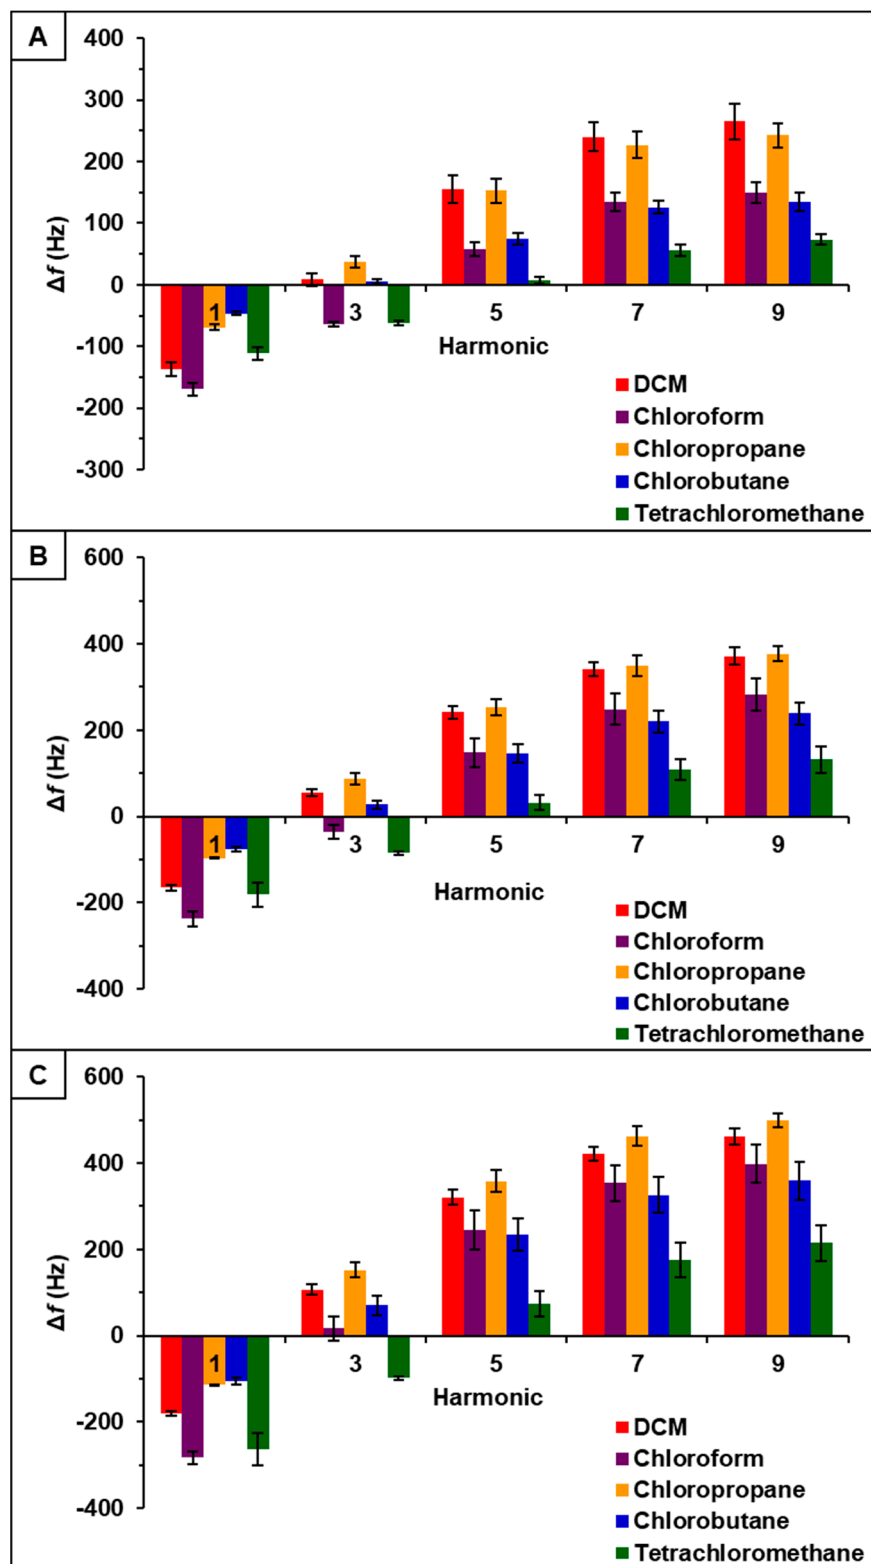 A
400
300
200
100
0
-100
-200
-300
Δf (Hz)
1
3
5
7
9
Harmonic
DCM
Chloroform
Chloropropane
Chlorobutane
Tetrachloromethane
B
600
400
200
0
-200
-400
Δf (Hz)
1
3
5
7
9
Harmonic
DCM
Chloroform
Chloropropane
Chlorobutane
Tetrachloromethane
C
600
400
200
0
-200
-400
Δf (Hz)
1
3
5
7
9
Harmonic
DCM
Chloroform
Chloropropane
Chlorobutane
Tetrachloromethane